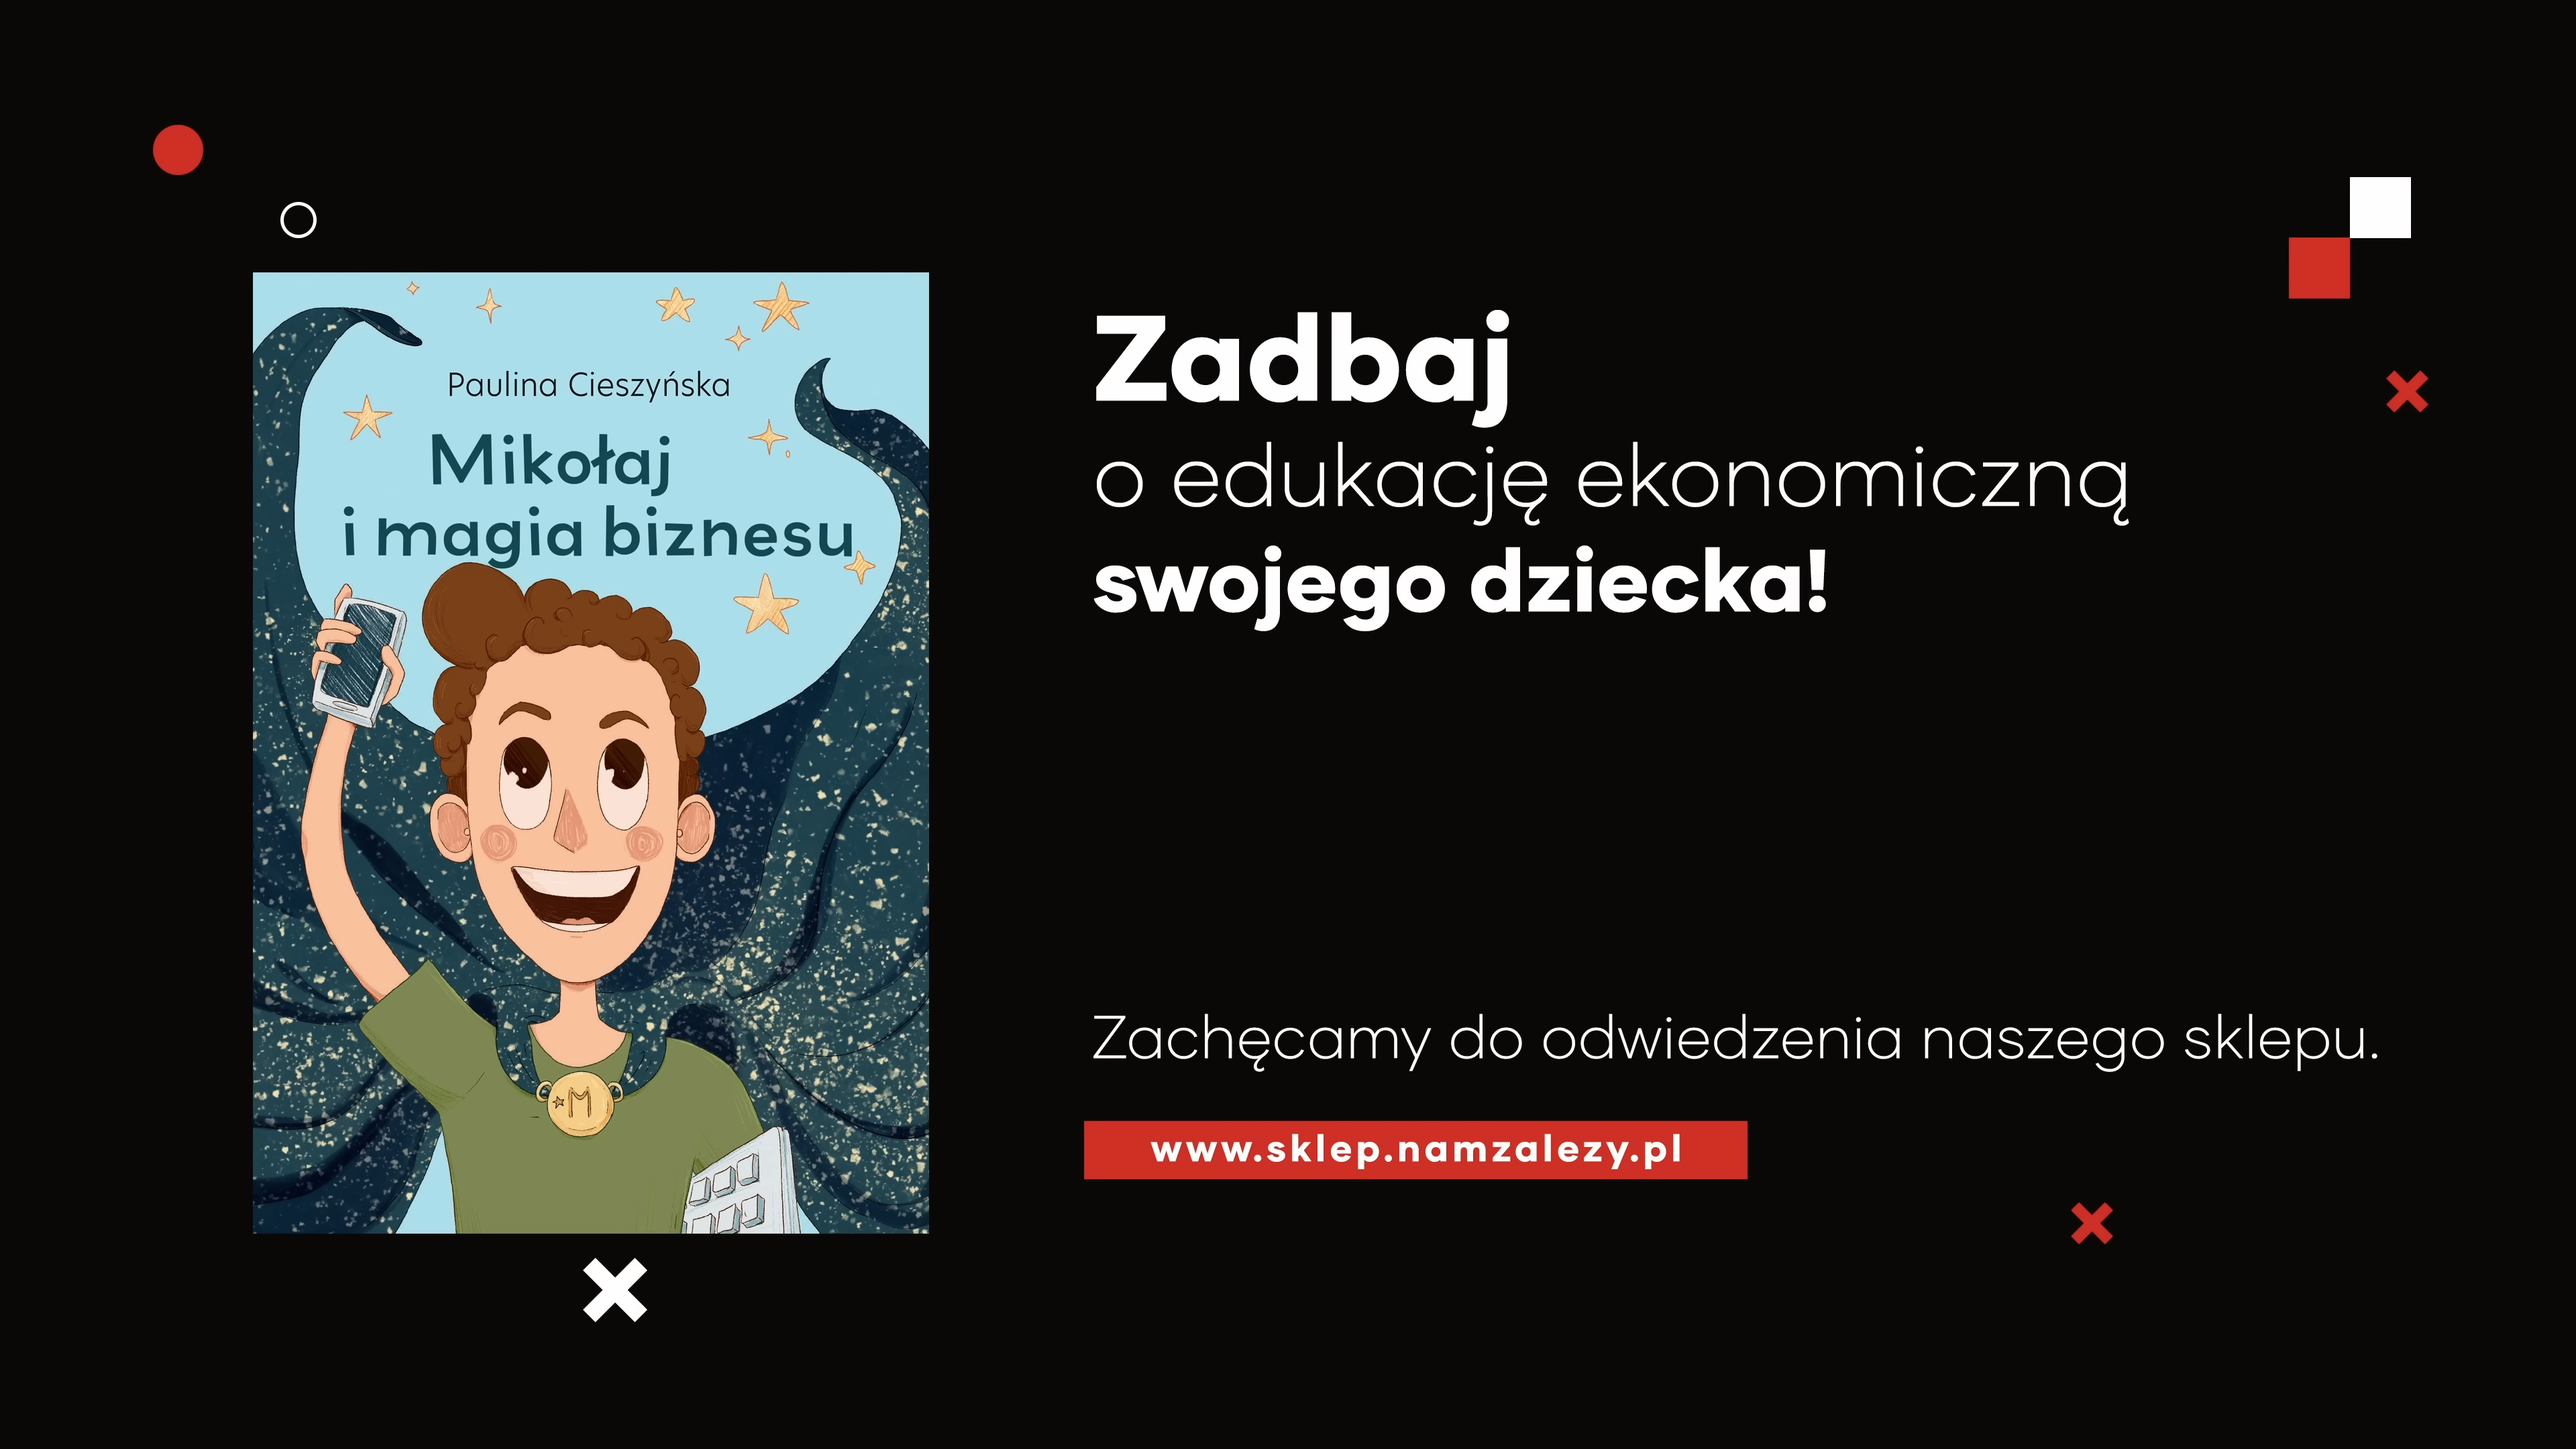 Paulina Cieszyńska
Mikołaj
i magia biznesu
M
Zadbaj
o edukację ekonomiczną
swojego dziecka!
Zachęcamy do odwiedzenia naszego sklepu.
www.sklep.namzalezy.pl